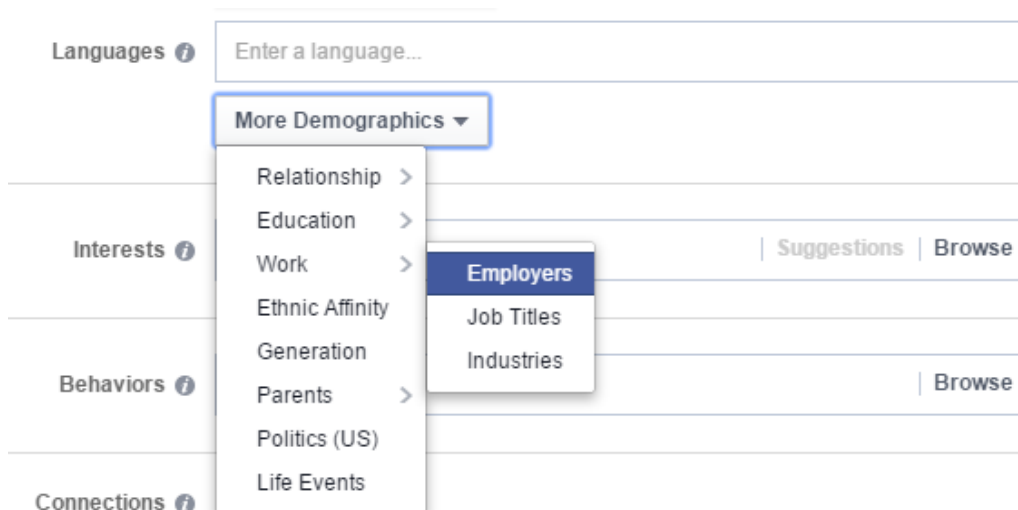 Languages
Enter a language...
More Demographics
Relationship
Education
Interests
Suggestions
Browse
Work
Employers
Ethnic Affinity
Job Titles
Generation
Industries
Behaviors
Browse
Parents
Politics (US)
Life Events
Connections